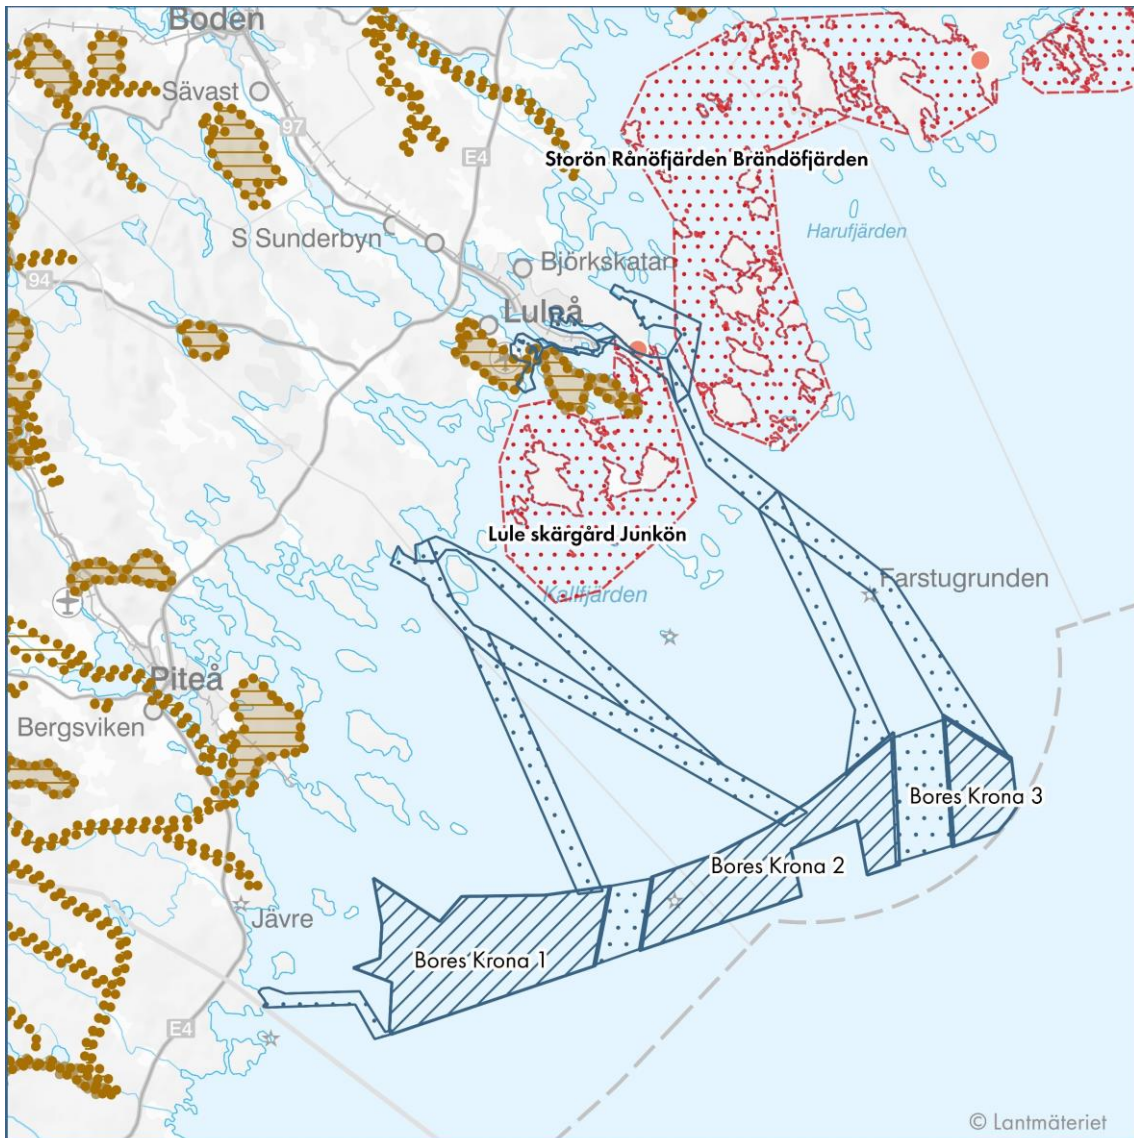 Boden
Sävast
97
E4
Storön Rånöfjärden Brändöfjärden
Harufjärden
S Sunderbyn
Björkskatan
94
Luleå
Lule skärgård Junkön
Farstugrunden
Kallfjärden
Piteå
Bergsviken
Bores Krona 3
Bores Krona 2
Jävre
Bores Krona 1
E4
© Lantmäteriet